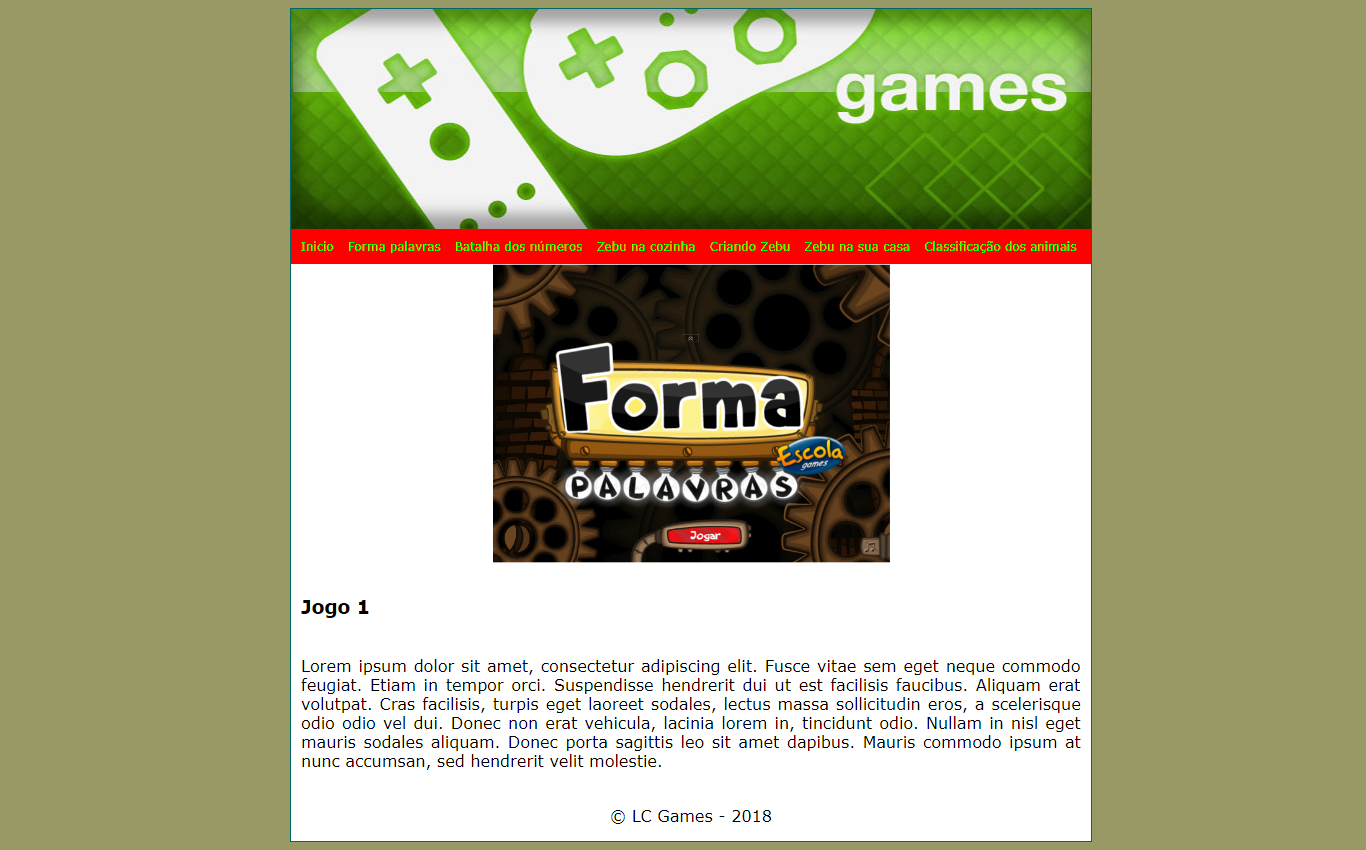 games
Inicio Forma palavras Batalha dos números Zebu na cozinha Criando Zebu Zebu na sua casa Classificação dos animais
Forma
Escola
games
PALAVRAS
Jogar
Jogo 1
Lorem ipsum dolor sit amet, consectetur adipiscing elit. Fusce vitae sem eget neque commodo
feugiat. Etiam in tempor orci. Suspendisse hendrerit dui ut est facilisis faucibus. Aliquam erat
volutpat. Cras facilisis, turpis eget laoreet sodales, lectus massa sollicitudin eros, a scelerisque
odio odio vel dui. Donec non erat vehicula, lacinia lorem in, tincidunt odio. Nullam in nisl eget
mauris sodales aliquam. Donec porta sagittis leo sit amet dapibus. Mauris commodo ipsum at
nunc accumsan, sed hendrerit velit molestie.
© LC Games - 2018